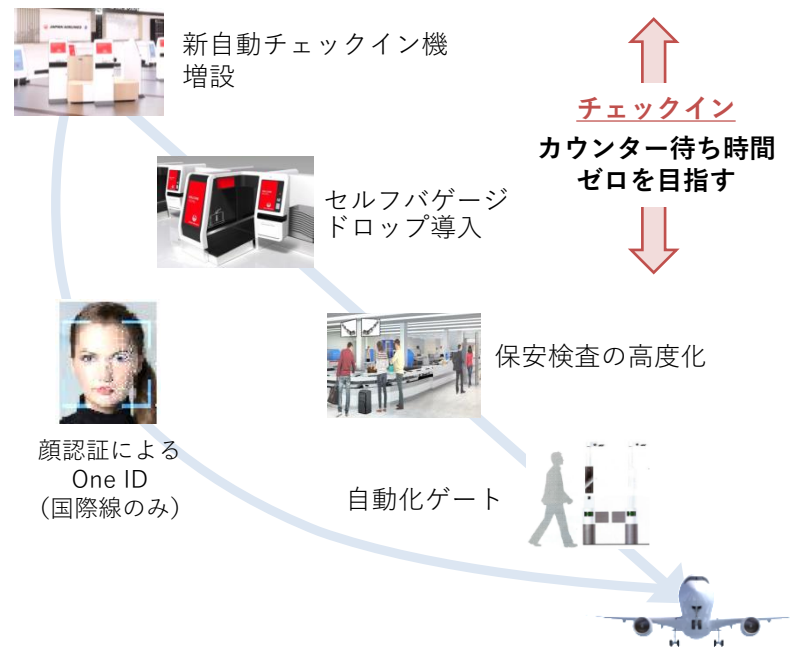 新自動チェックイン機
増設
チェックイン
カウンター待ち時間
ゼロを目指す
セルフバゲージ
ドロップ導入
保安検査の高度化
顔認証による
One ID
(国際線のみ)
自動化ゲート